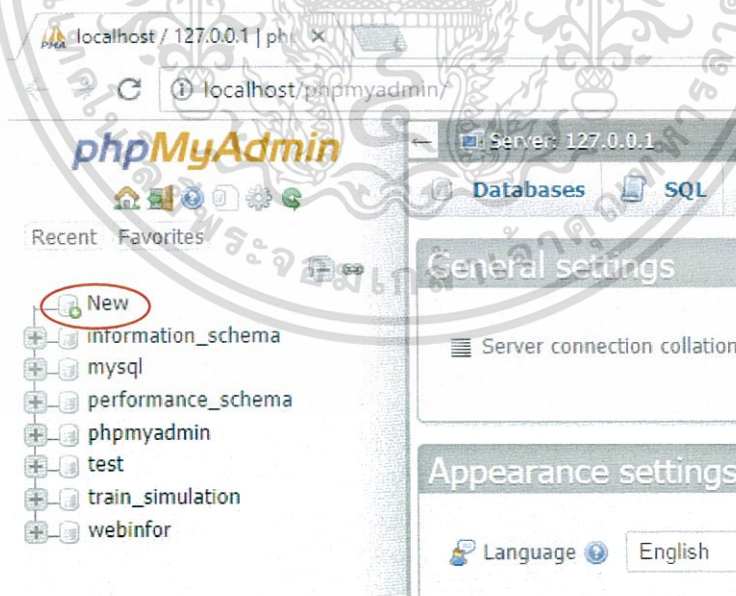 localhost / 127.0.0.1 | ph
localhost/phpmyadmin/
phpMyAdmin
Recent Favorites
New
information_schema
mysql
performance_schema
phpmyadmin
test
train_simulation
webinfor
Server: 127.0.0.1
Databases SQL
General settings
Server connection collation
Appearance settings
Language English